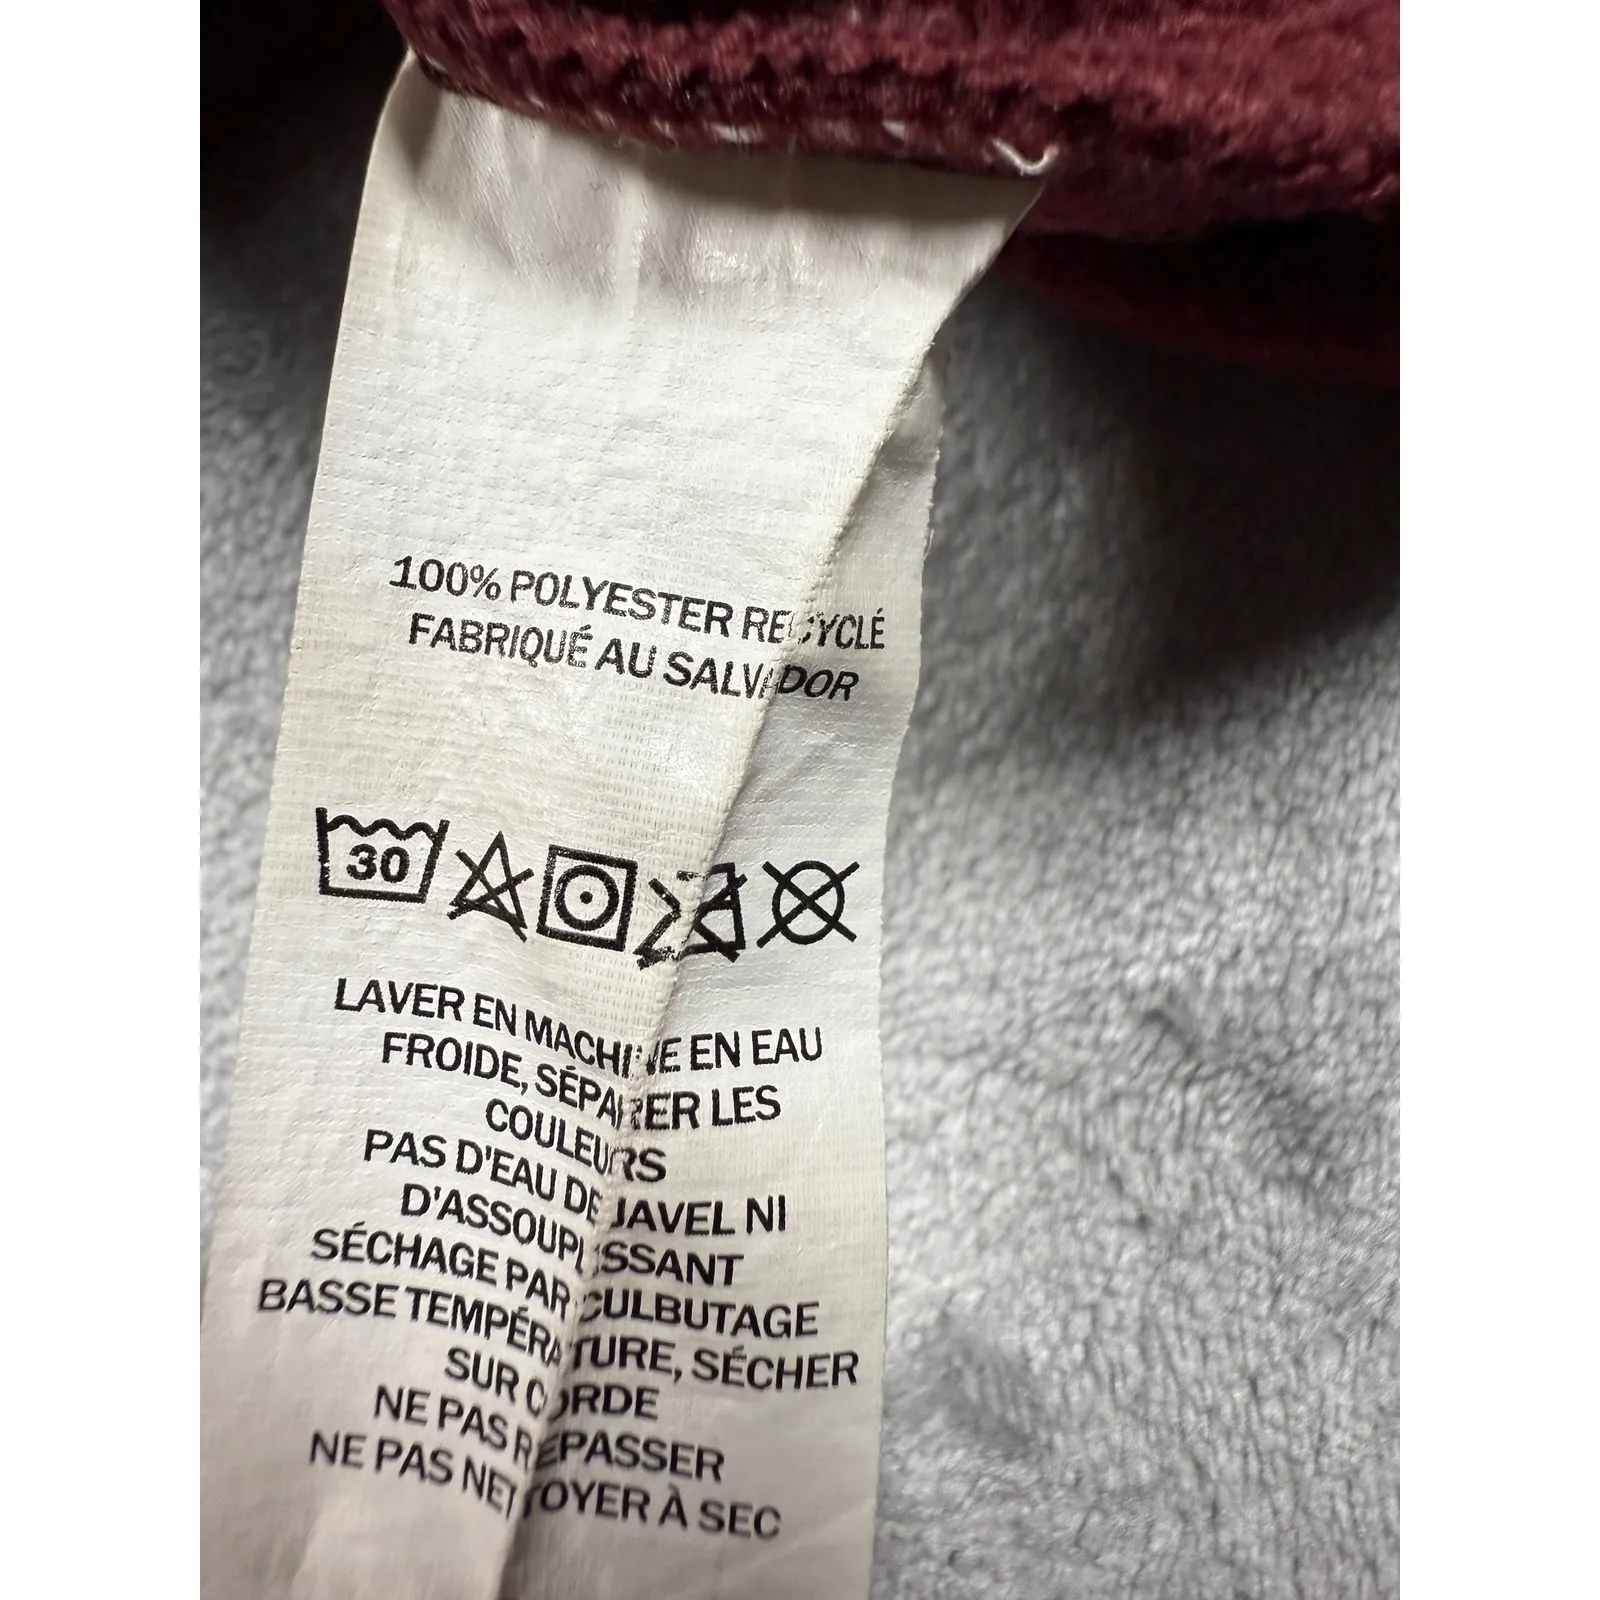 100% POLYESTER RECYCLÉ
FABRIQUÉ AU SALVADOR
30
LAVER EN MACHINE EN EAU
FROIDE, SÉPARER LES
COULEURS
PAS D'EAU DE JAVEL NI
D'ASSOUPLISSANT
SÉCHAGE PAR CULBUTAGE
BASSE TEMPÉRATURE, SÉCHER
SUR CORDE
NE PAS REPASSER
NE PAS NETTOYER À SEC